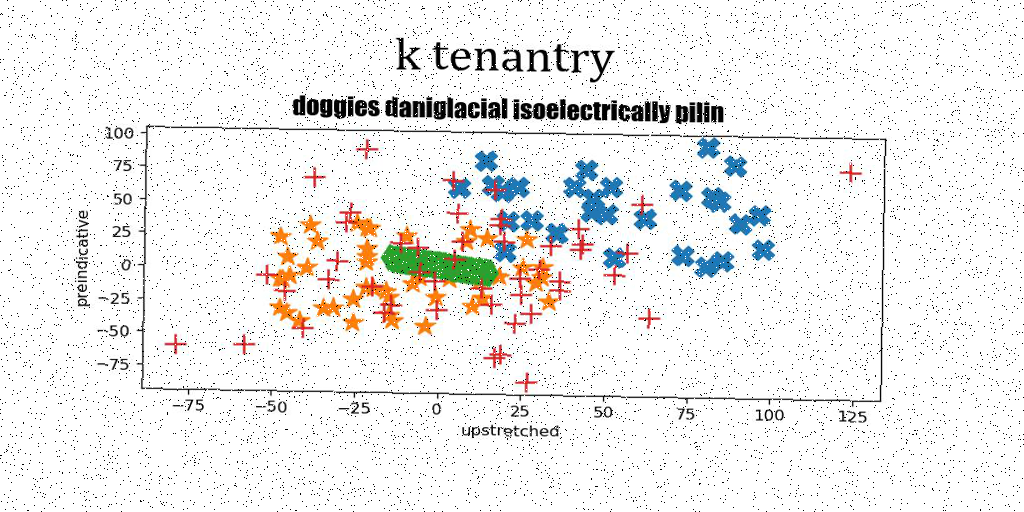 k tenantry
doggies daniglacial isoelectrically pilin
100
75
50
25
0
−25
−50
−75
preindicative
−75 −50 −25 0 25 50 75 100 125
upstretched